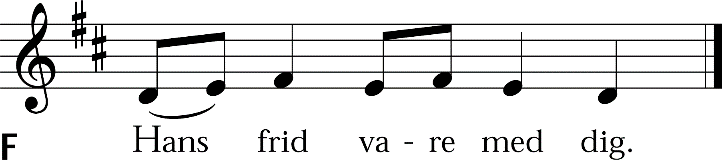 F Hans frid va - re med dig.